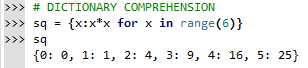 >>> # DICTIONARY COMPREHENSION
>>> sq = {x:x*x for x in range(6)}
>>> sq
{0: 0, 1: 1, 2: 4, 3: 9, 4: 16, 5: 25}